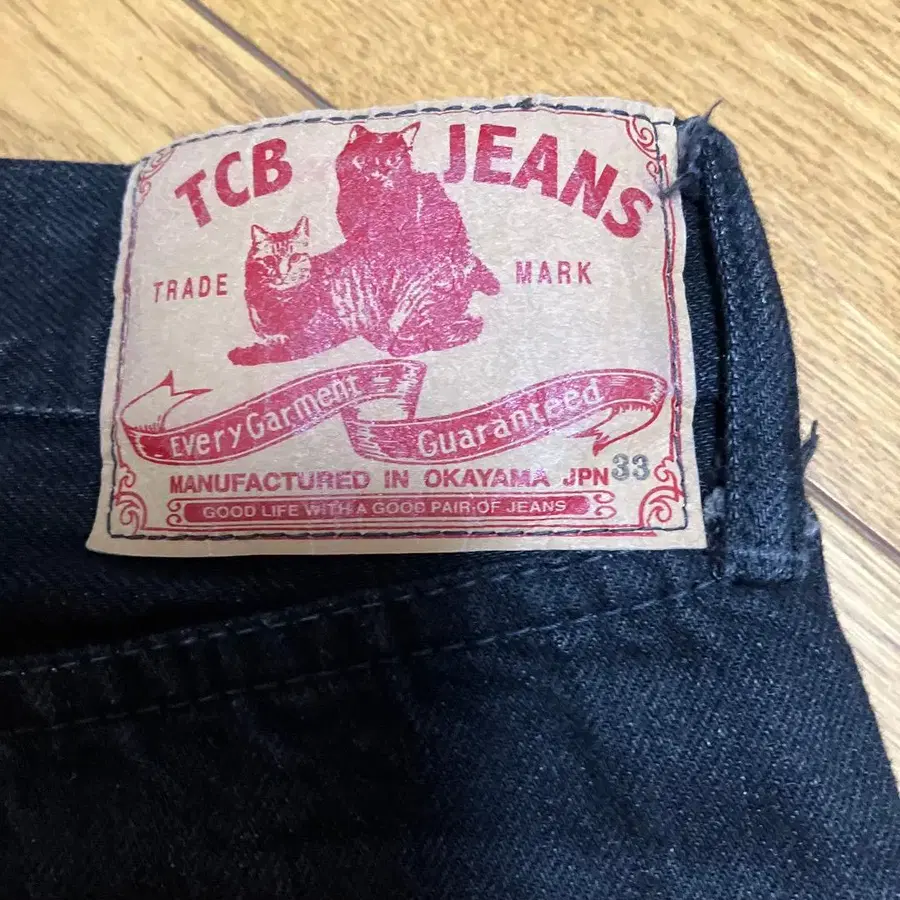 TCB JEANS
TRADE MARK
Every Garment
Guaranteed
MANUFACTURED IN OKAYAMA JPN 33
GOOD LIFE WITH A GOOD PAIR OF JEANS